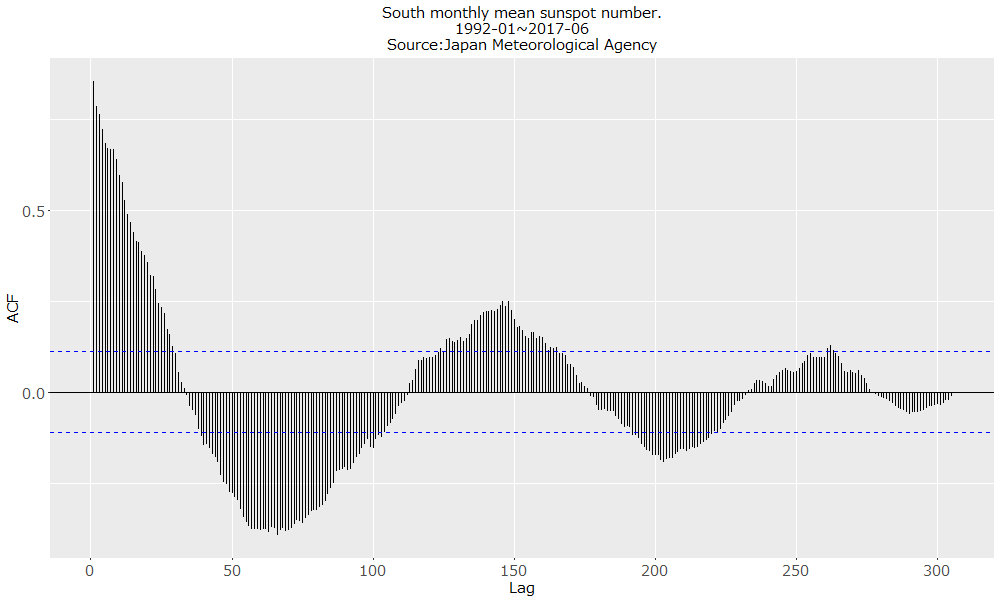 South monthly mean sunspot number.
1992-01~2017-06
Source:Japan Meteorological Agency
ACF
0.5
0.0
0 50 100 150 200 250 300
Lag